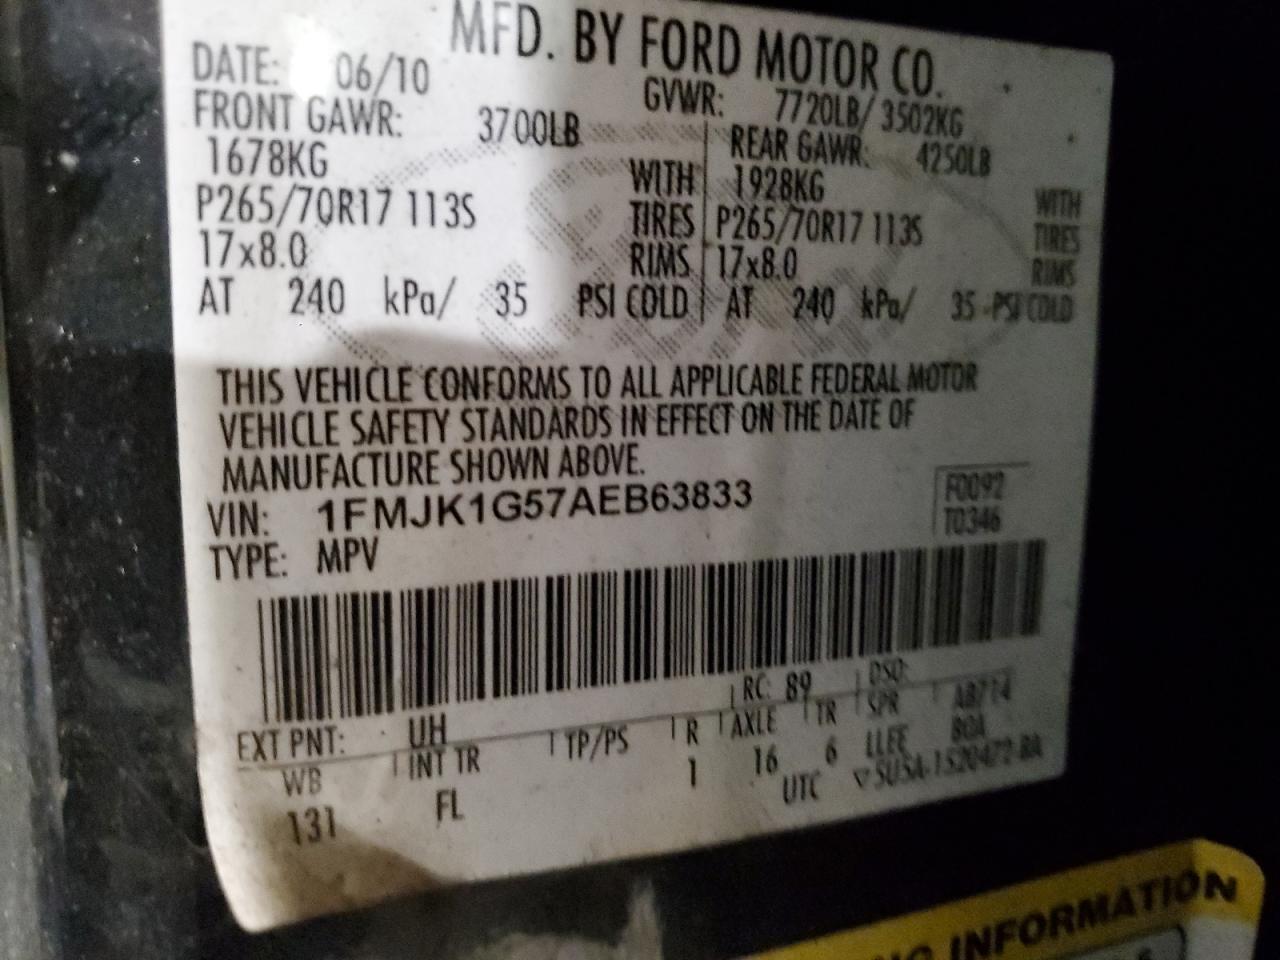 MFD. BY FORD MOTOR CO.
DATE: 06/10 GVWR: 7720LB/ 3502KG
FRONT GAWR: 3700LB REAR GAWR: 4250LB
1678KG WITH 1928KG WITH
P265/70R17 113S TIRES P265/70R17 113S TIRES
17x8.0 RIMS 17x8.0 RIMS
AT 240 kPa/ 35 PSI COLD AT 240 kPa/ 35 PSI COLD
THIS VEHICLE CONFORMS TO ALL APPLICABLE FEDERAL MOTOR
VEHICLE SAFETY STANDARDS IN EFFECT ON THE DATE OF
MANUFACTURE SHOWN ABOVE.
VIN: 1FMJK1G57AEB63833 F0092
TYPE: MPV T0346
EXT PNT: UH RC: 89 DSO:
WB INT TR TP/PS R AXLE TR SPR
131 FL 1 16 6 LLEE
UTC ▽5U5A-1520472-BA
INFORMATION